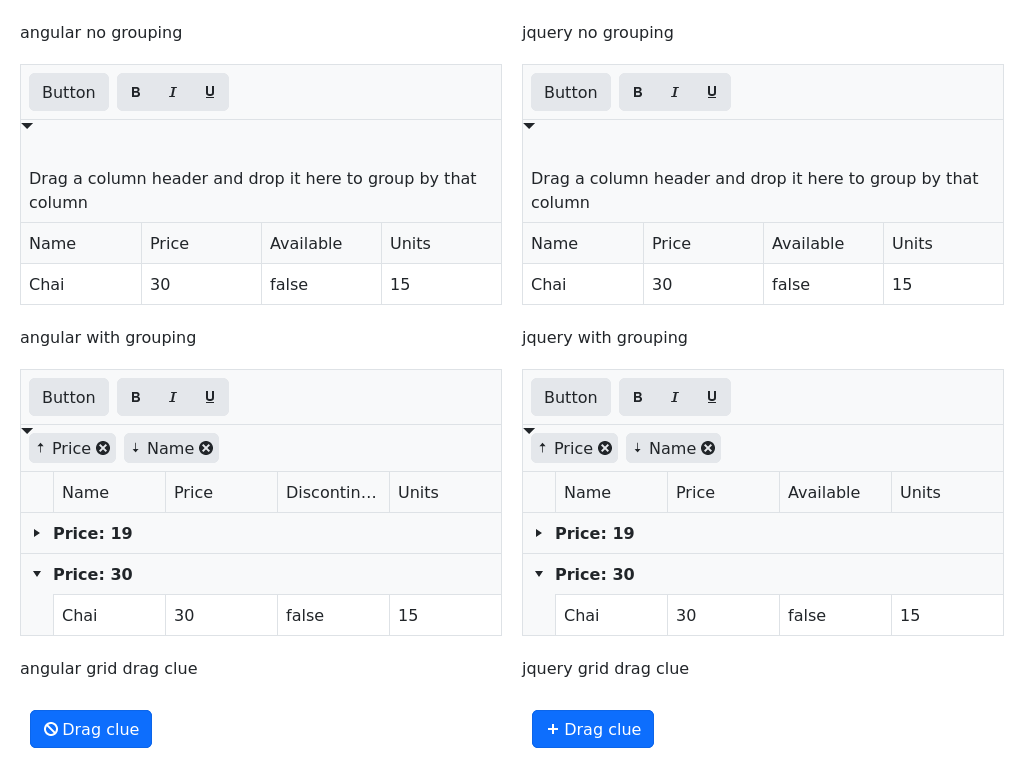 angular no grouping
Button B I U
Drag a column header and drop it here to group by that
column
Name Price Available Units
Chai 30 false 15
angular with grouping
Button B I U
Price Name
Name Price Discontin… Units
Price: 19
Price: 30
Chai 30 false 15
angular grid drag clue
Drag clue
jquery no grouping
Button B I U
Drag a column header and drop it here to group by that
column
Name Price Available Units
Chai 30 false 15
jquery with grouping
Button B I U
Price Name
Name Price Available Units
Price: 19
Price: 30
Chai 30 false 15
jquery grid drag clue
Drag clue